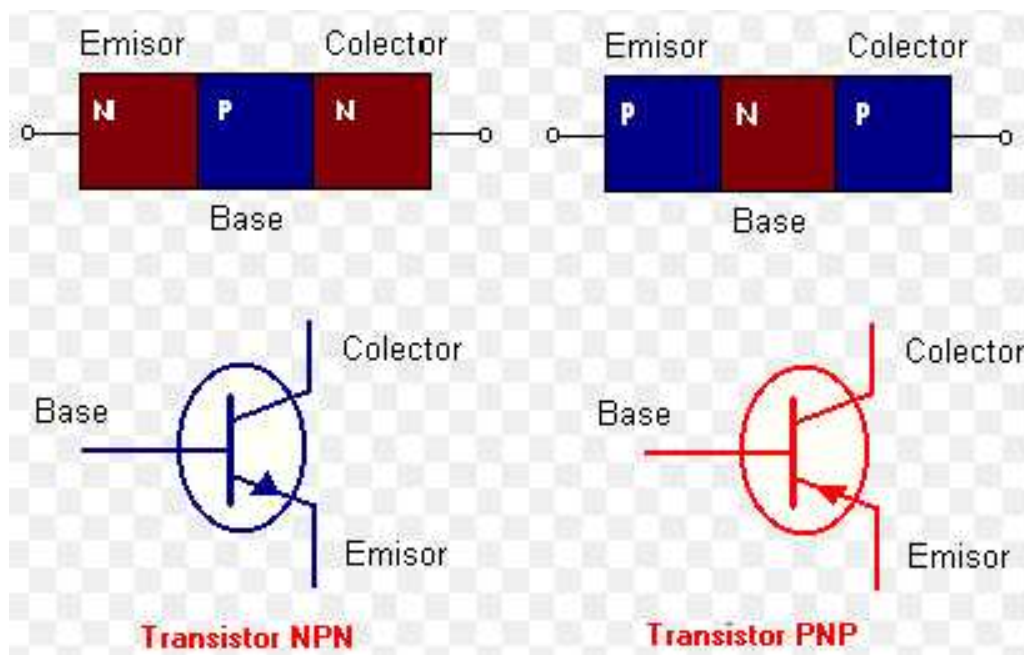 Emisor Colector Emisor Colector
N P N P N P
Base Base
Colector Colector
Base Base
Emisor Emisor
Transistor NPN Transistor PNP